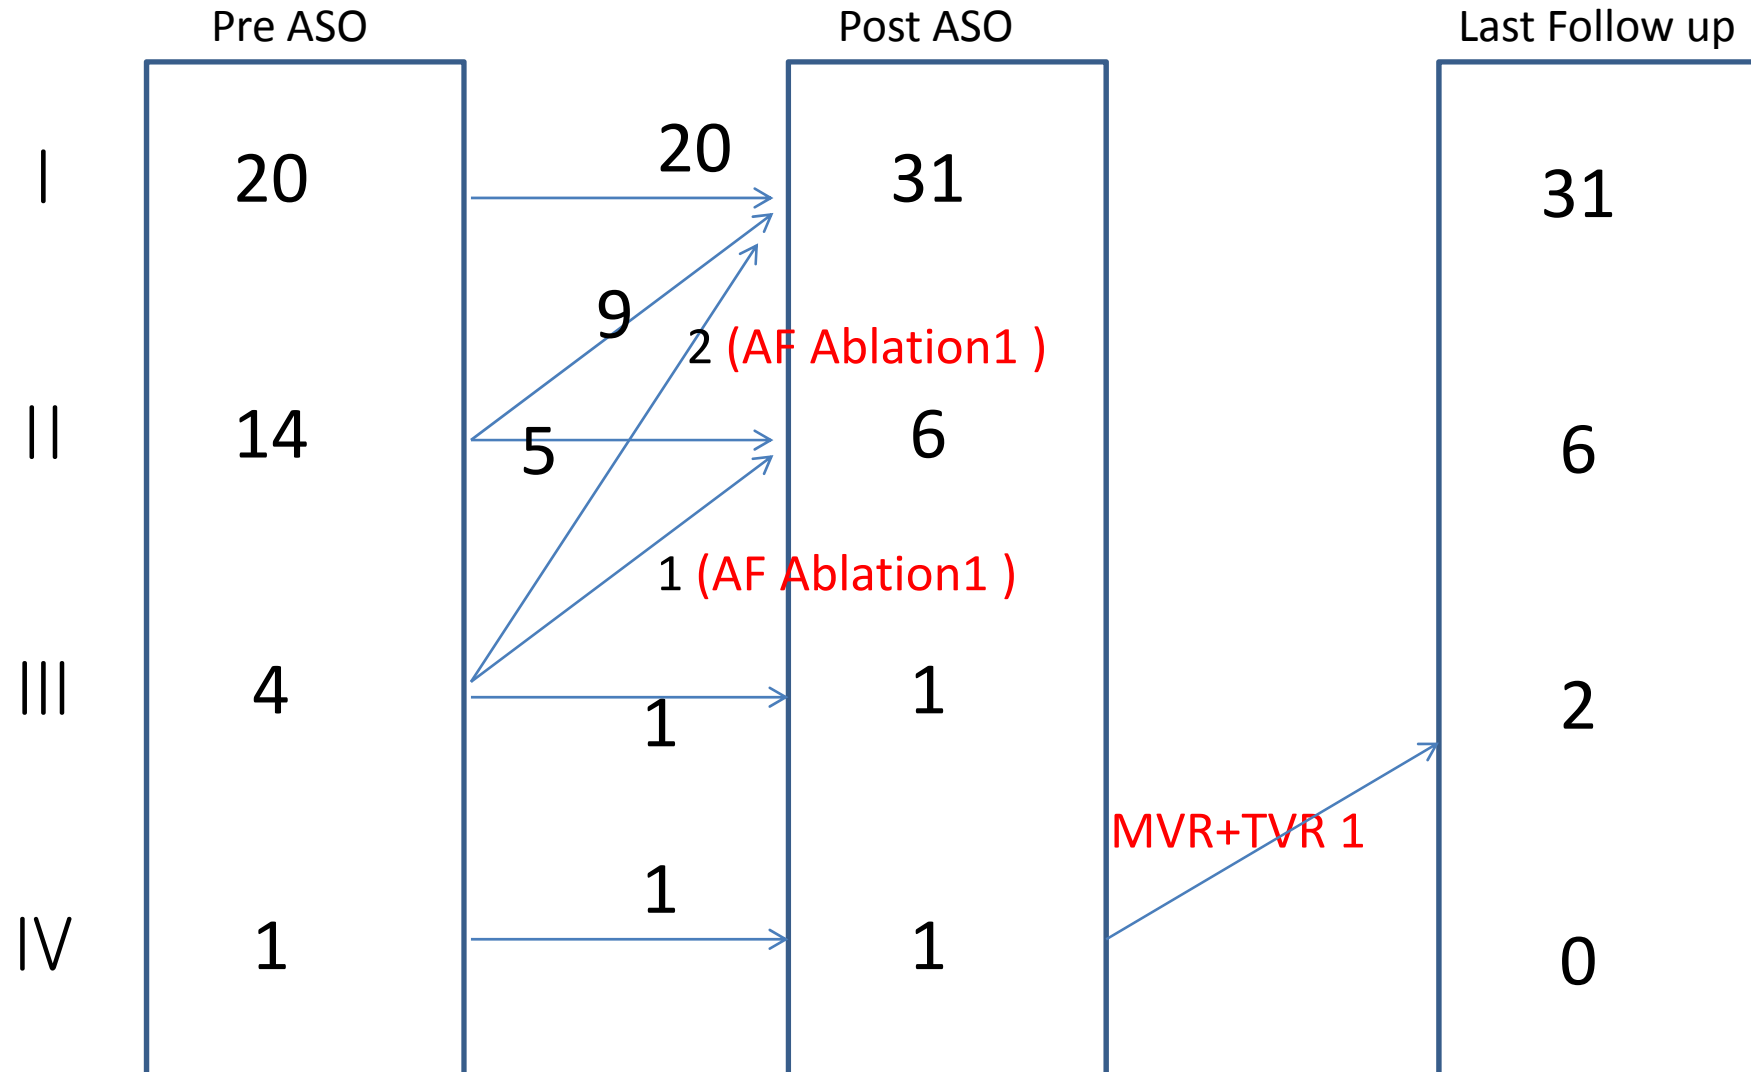 Pre ASO Post ASO Last Follow up
I 20 20 31 31
9
2 (AF Ablation1 )
II 14 5 6 6
1 (AF Ablation1 )
III 4 1 1 2
MVR+TVR 1
1
IV 1 1 0